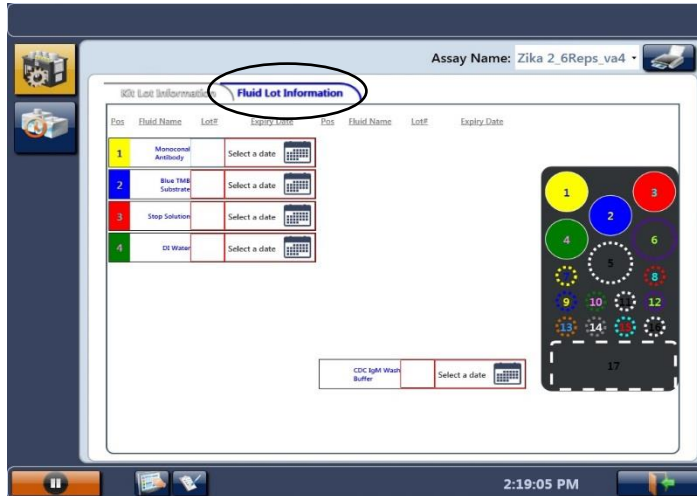 Assay Name: Zika 2_6Reps_va4
Kit Lot Information Fluid Lot Information
Pos Fluid Name Lot# Expiry Date Pos Fluid Name Lot# Expiry Date
1 Monoconal Antibody Select a date
2 Blue TMB Substrate Select a date
3 Stop Solution Select a date
4 DI Water Select a date
CDC IgM Wash Buffer Select a date
1 3
2
4 6
5
7 8
9 10 11 12
13 14 15 16
17
2:19:05 PM